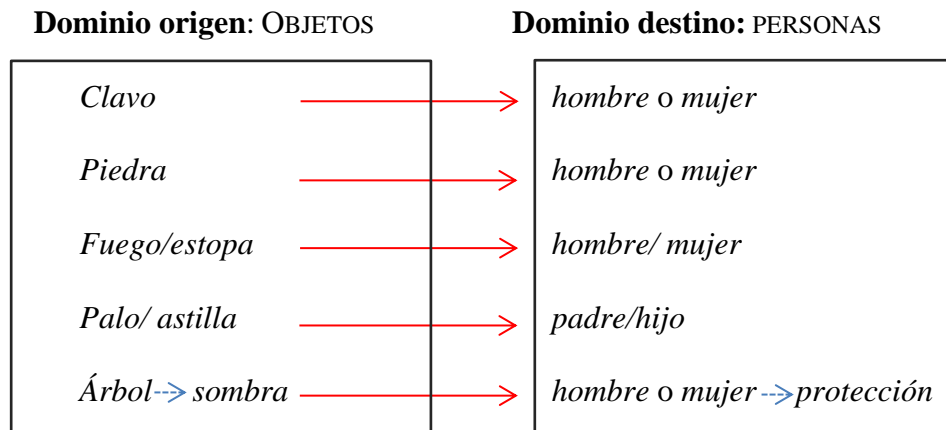 Dominio origen: OBJETOS Dominio destino: PERSONAS
Clavo hombre o mujer
Piedra hombre o mujer
Fuego/estopa hombre/ mujer
Palo/ astilla padre/hijo
Árbol sombra hombre o mujer protección